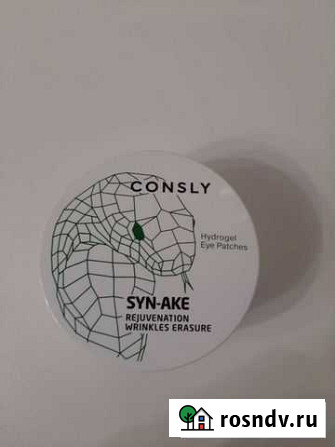 CONSLY
Hydrogel
Eye Patches
SYN-AKE
REJUVENATION
WRINKLES ERASURE
rosndv.ru